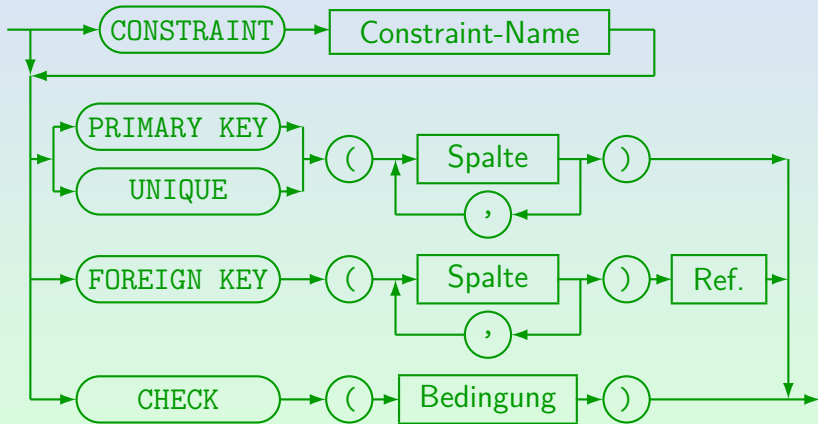 CONSTRAINT Constraint-Name
PRIMARY KEY
UNIQUE
( Spalte )
,
FOREIGN KEY ( Spalte ) Ref.
,
CHECK ( Bedingung )